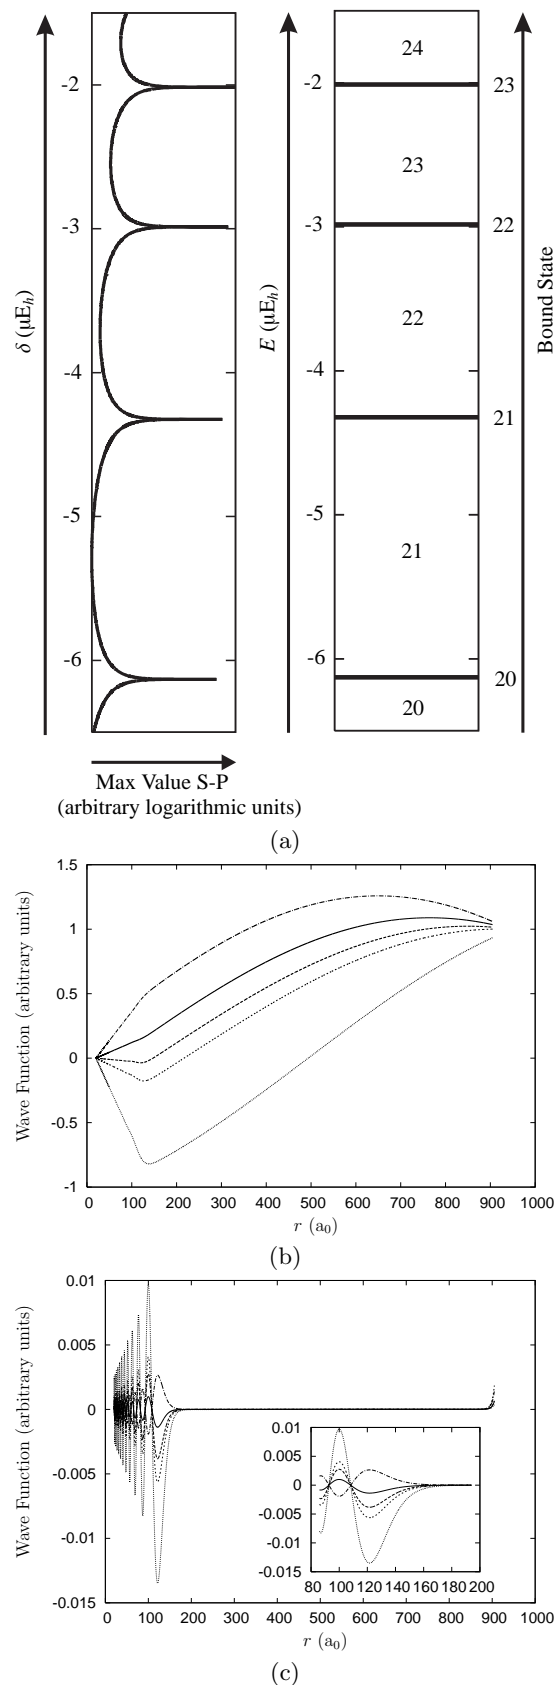 -2
-3
-4
-5
-6
δ (μEh)
Max Value S-P
(arbitrary logarithmic units)
-2
-3
-4
-5
-6
E (μEh)
24
23
22
21
20
23
22
21
20
Bound State
(a)
1.5
1
0.5
0
-0.5
-1
Wave Function (arbitrary units)
0 100 200 300 400 500 600 700 800 900 1000
r (a0)
(b)
0.01
0.005
0
-0.005
-0.01
-0.015
Wave Function (arbitrary units)
0.01
0.005
0
-0.005
-0.01
-0.015
80 100 120 140 160 180 200
0 100 200 300 400 500 600 700 800 900 1000
r (a0)
(c)